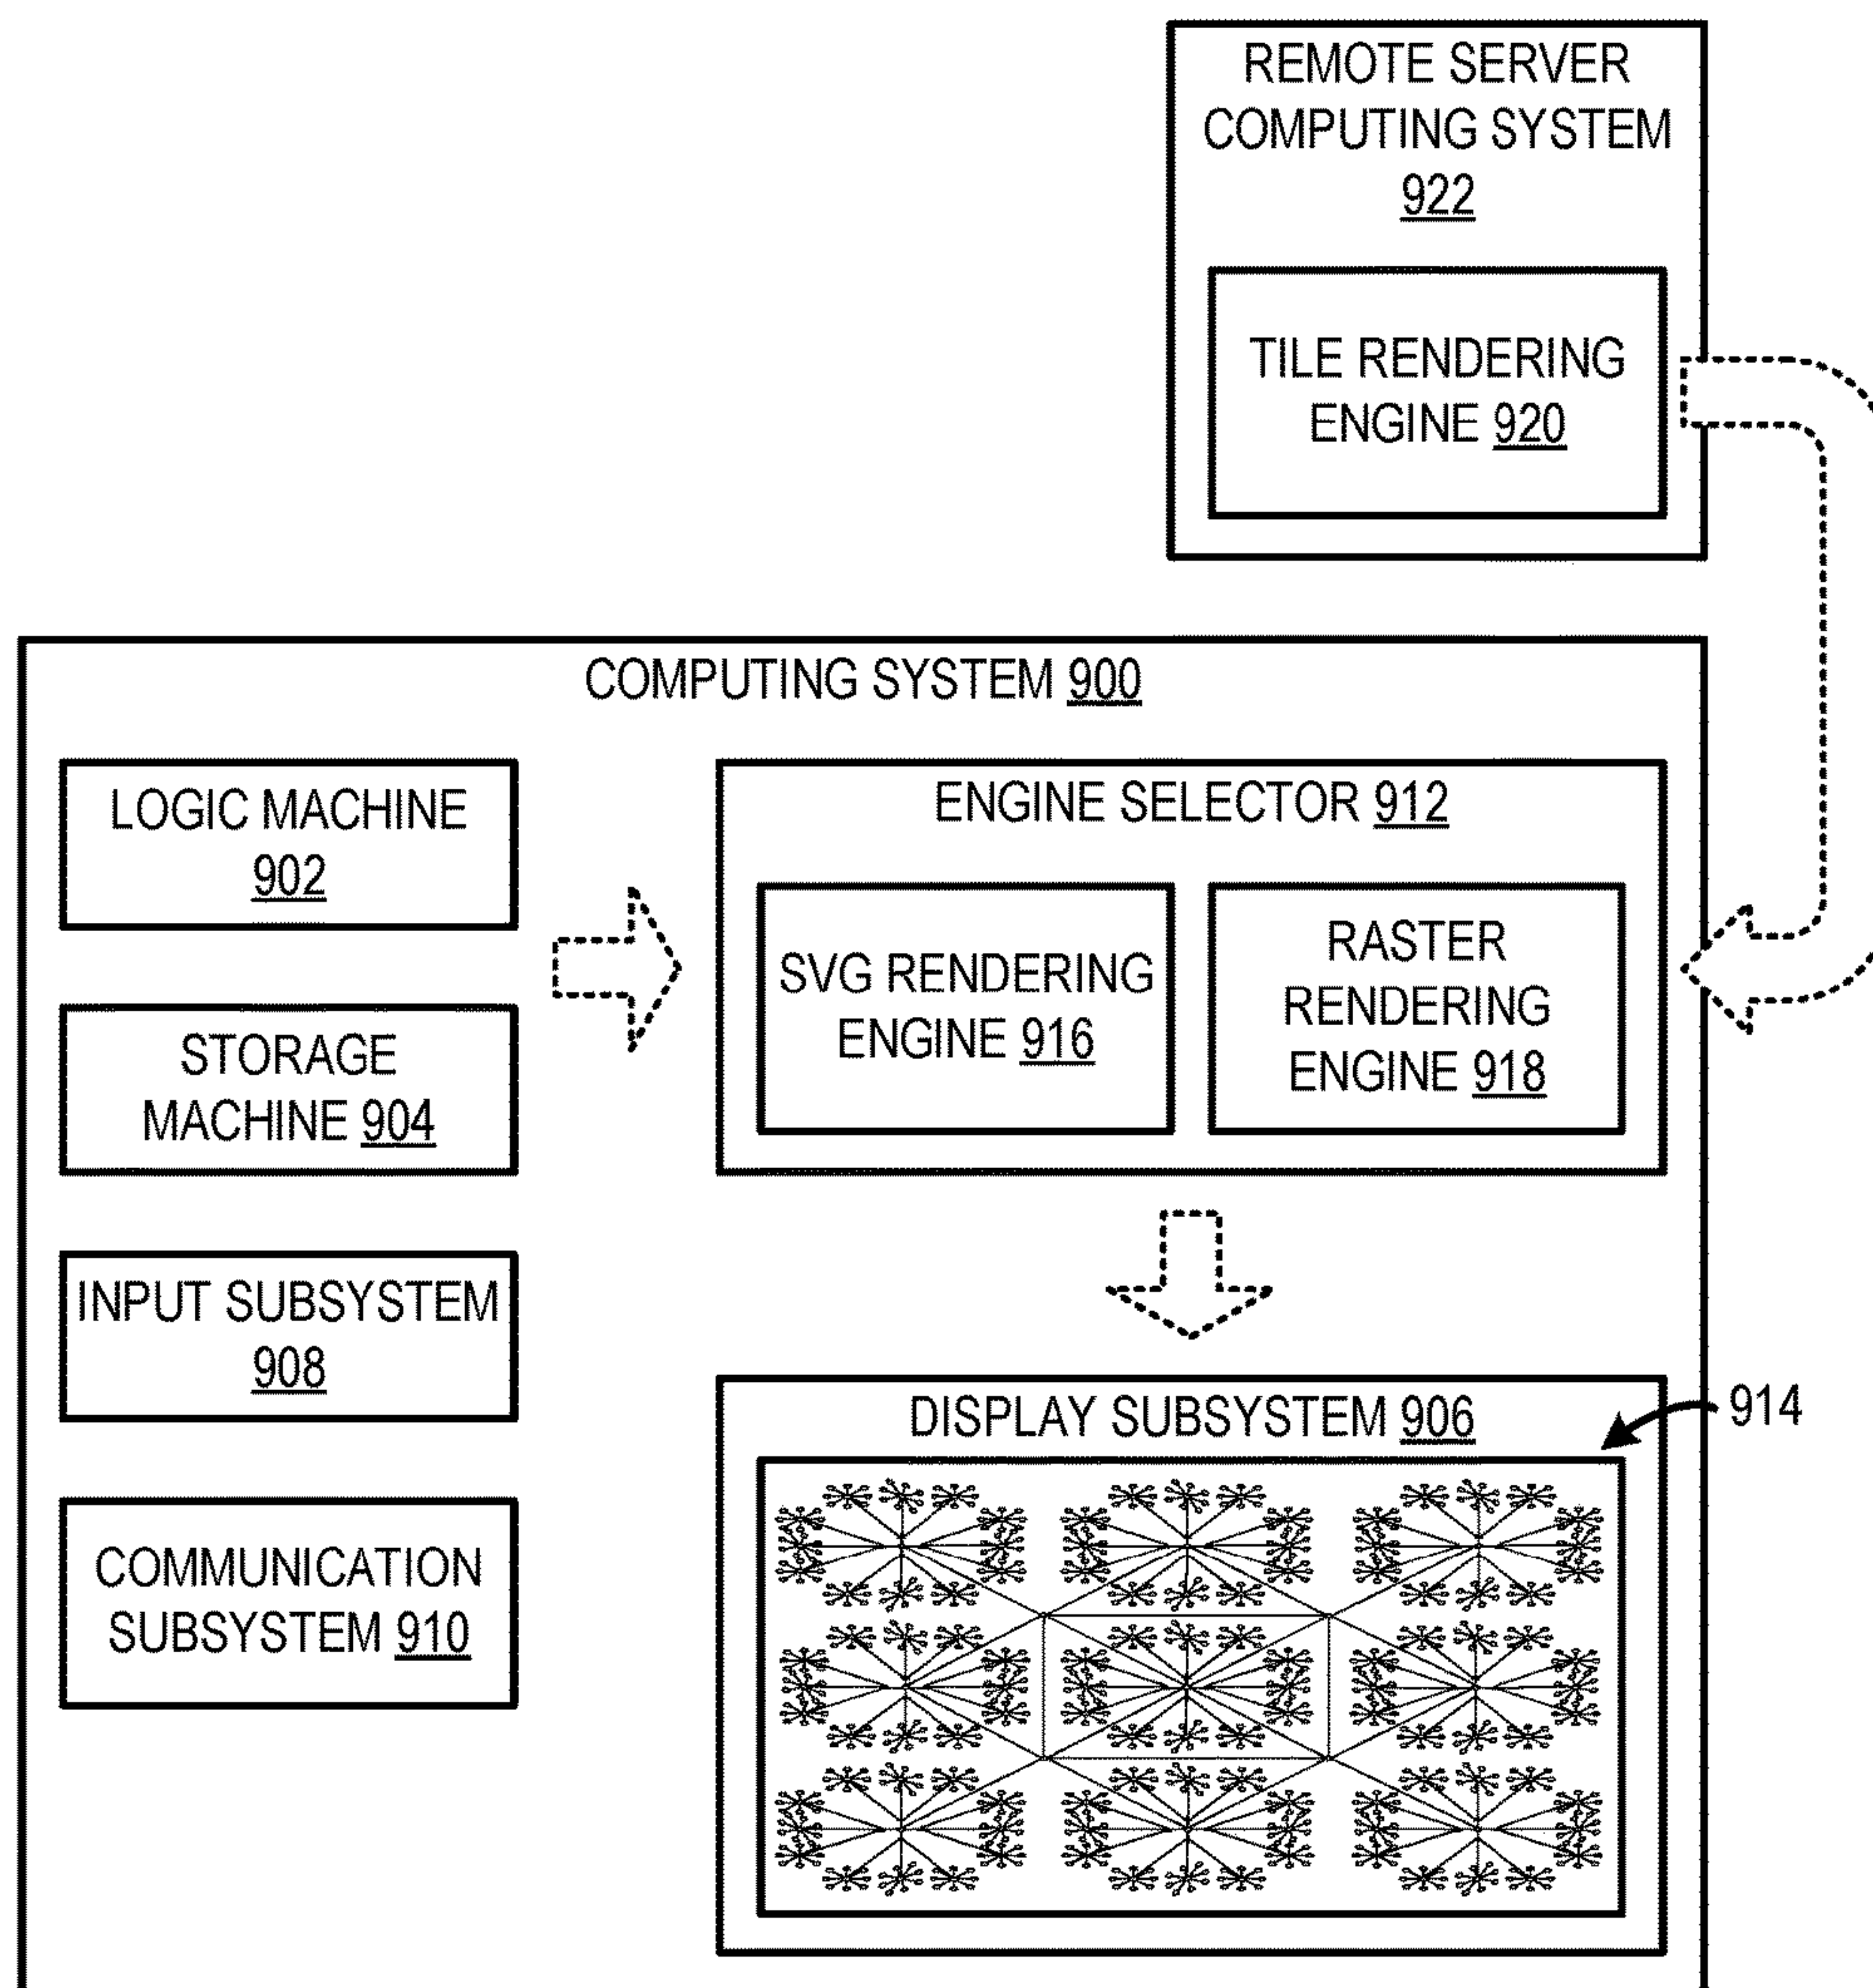 REMOTE SERVER
COMPUTING SYSTEM
922
TILE RENDERING
ENGINE 920
COMPUTING SYSTEM 900
LOGIC MACHINE
902
STORAGE
MACHINE 904
INPUT SUBSYSTEM
908
COMMUNICATION
SUBSYSTEM 910
ENGINE SELECTOR 912
SVG RENDERING
ENGINE 916
RASTER
RENDERING
ENGINE 918
DISPLAY SUBSYSTEM 906
914